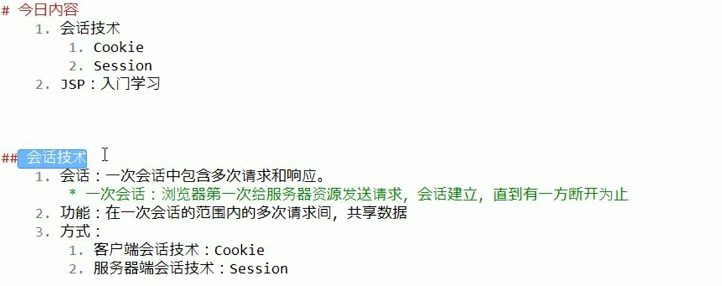 # 今日内容
1. 会话技术
1. Cookie
2. Session
2. JSP：入门学习
## 会话技术
1. 会话：一次会话中包含多次请求和响应。
* 一次会话：浏览器第一次给服务器资源发送请求，会话建立，直到有一方断开为止
2. 功能：在一次会话的范围内的多次请求间，共享数据
3. 方式：
1. 客户端会话技术：Cookie
2. 服务器端会话技术：Session